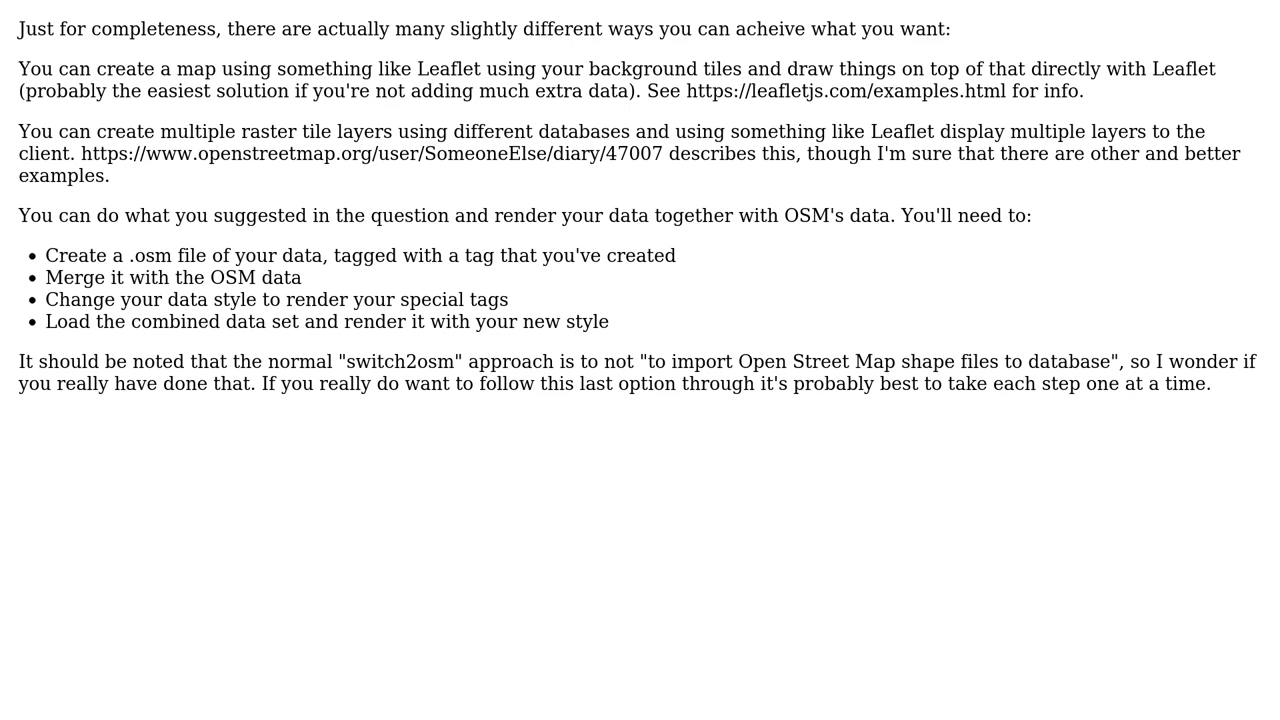 Just for completeness, there are actually many slightly different ways you can acheive what you want:
You can create a map using something like Leaflet using your background tiles and draw things on top of that directly with Leaflet
(probably the easiest solution if you're not adding much extra data). See https://leafletjs.com/examples.html for info.
You can create multiple raster tile layers using different databases and using something like Leaflet display multiple layers to the
client. https://www.openstreetmap.org/user/SomeoneElse/diary/47007 describes this, though I'm sure that there are other and better
examples.
You can do what you suggested in the question and render your data together with OSM's data. You'll need to:
• Create a .osm file of your data, tagged with a tag that you've created
• Merge it with the OSM data
• Change your data style to render your special tags
• Load the combined data set and render it with your new style
It should be noted that the normal "switch2osm" approach is to not "to import Open Street Map shape files to database", so I wonder if
you really have done that. If you really do want to follow this last option through it's probably best to take each step one at a time.